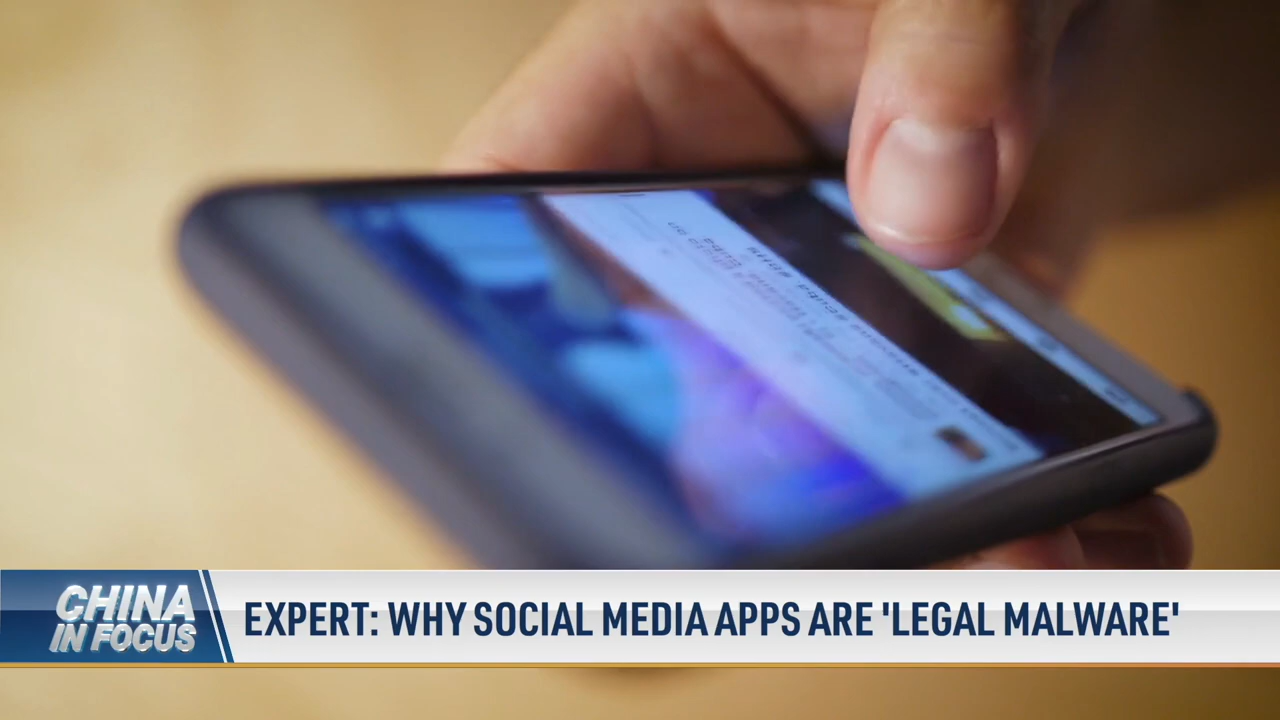 CHINA
IN FOCUS
EXPERT: WHY SOCIAL MEDIA APPS ARE 'LEGAL MALWARE'